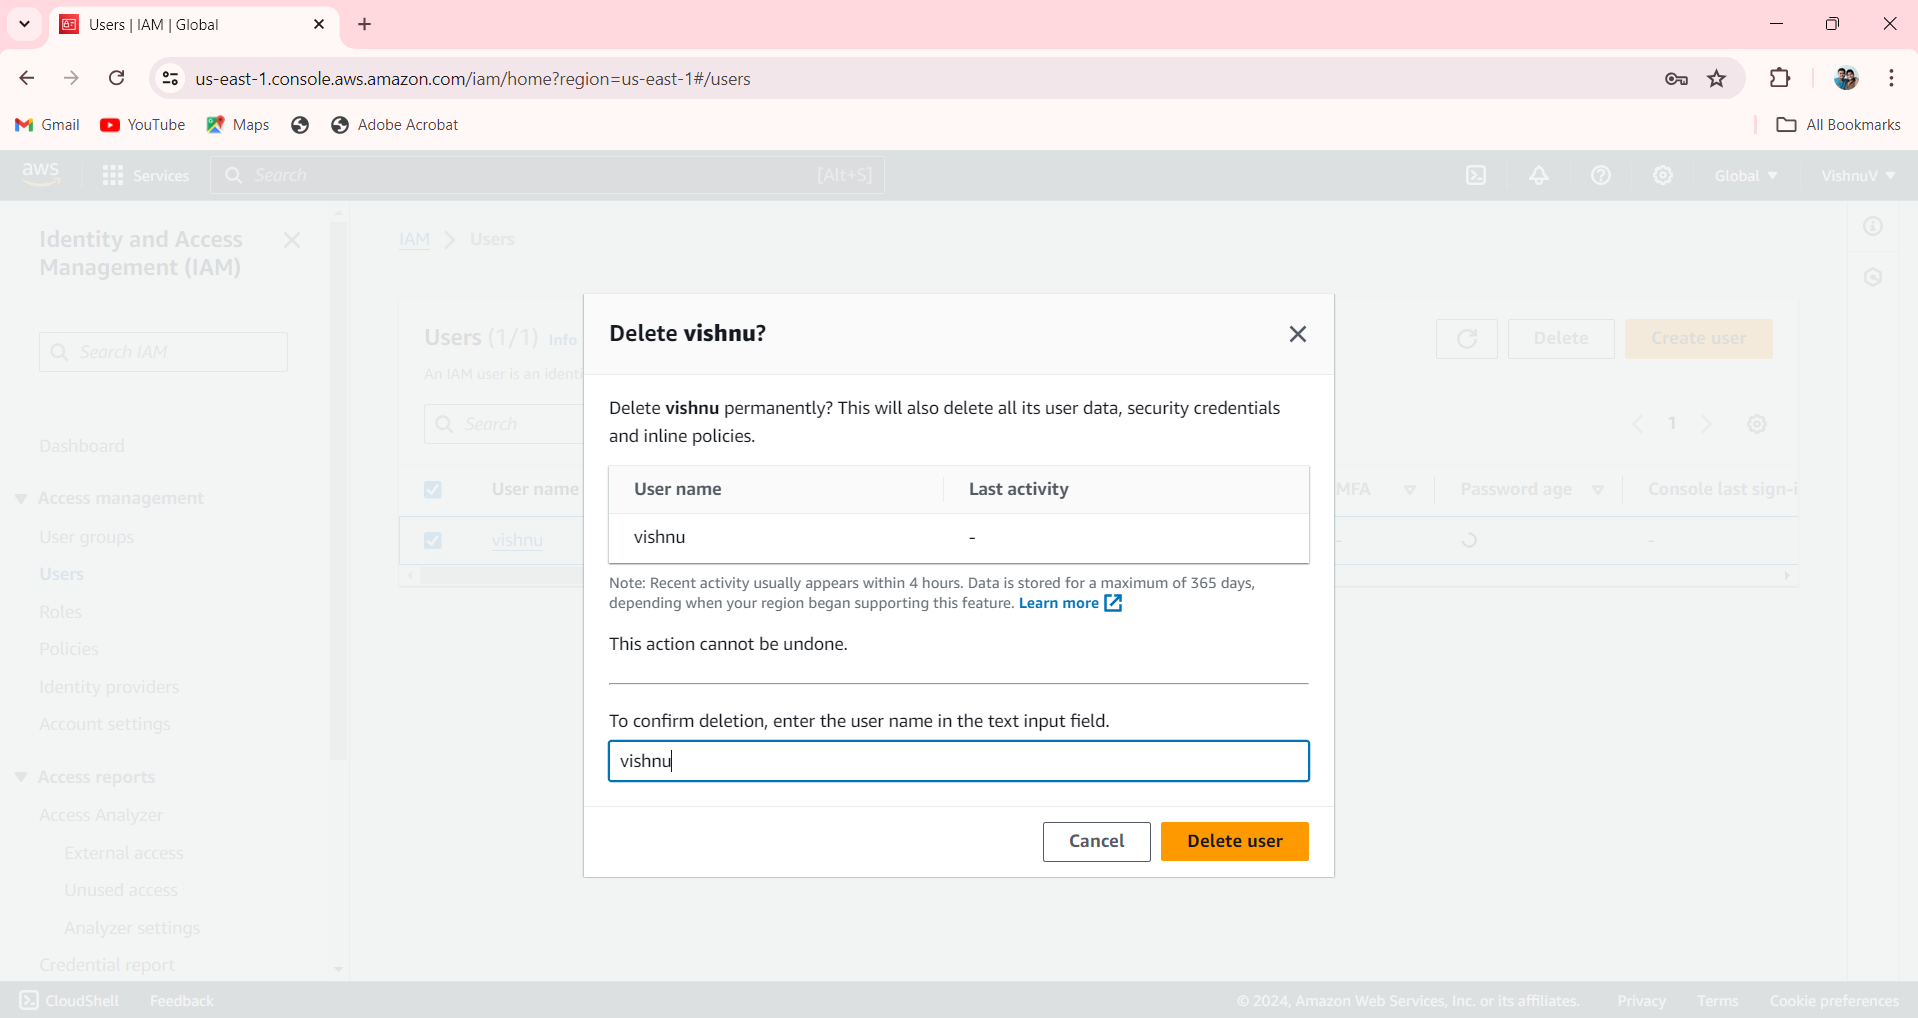 Users | IAM | Global
us-east-1.console.aws.amazon.com/iam/home?region=us-east-1#/users
Gmail YouTube Maps Adobe Acrobat All Bookmarks
aws Services Search [Alt+S] Global VishnuV
Identity and Access
Management (IAM)
Search IAM
Dashboard
Access management
User groups
Users
Roles
Policies
Identity providers
Account settings
Access reports
Access Analyzer
External access
Unused access
Analyzer settings
Credential report
IAM > Users
Users (1/1) Info
Delete Create user
An IAM user is an identi
Search
1
User name MFA Password age Console last sign-i
vishnu - -
Delete vishnu?
Delete vishnu permanently? This will also delete all its user data, security credentials
and inline policies.
User name Last activity
vishnu -
Note: Recent activity usually appears within 4 hours. Data is stored for a maximum of 365 days,
depending when your region began supporting this feature. Learn more
This action cannot be undone.
To confirm deletion, enter the user name in the text input field.
vishnu
Cancel Delete user
CloudShell Feedback © 2024, Amazon Web Services, Inc. or its affiliates. Privacy Terms Cookie preferences